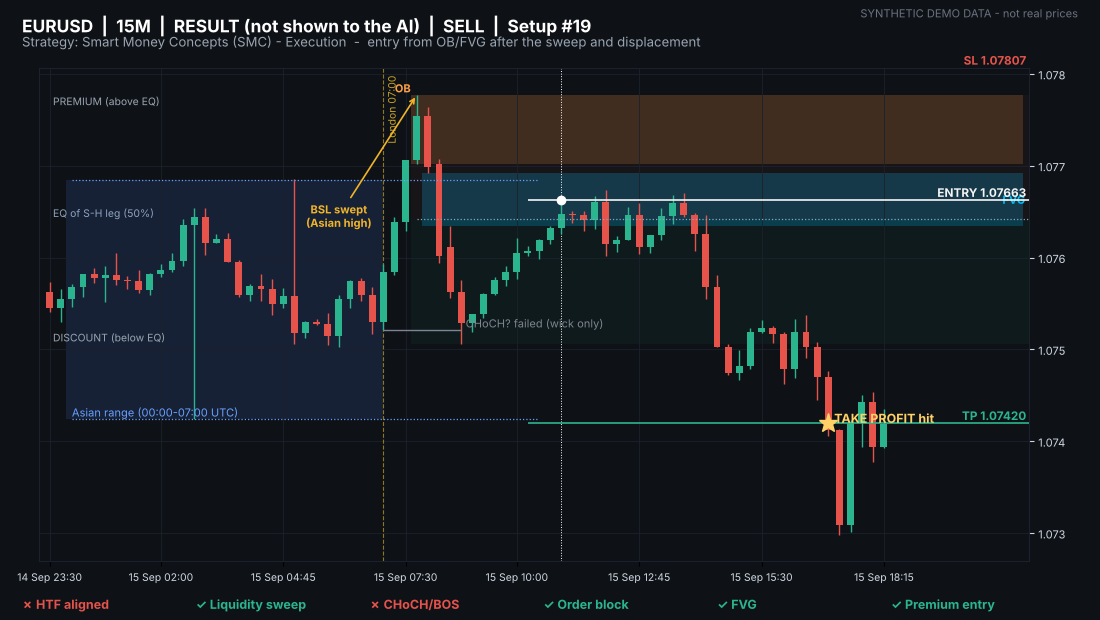 SYNTHETIC DEMO DATA - not real prices
EURUSD | 15M | RESULT (not shown to the AI) | SELL | Setup #19
Strategy: Smart Money Concepts (SMC) - Execution - entry from OB/FVG after the sweep and displacement
SL 1.07807
1.078
London 07:00
OB
PREMIUM (above EQ)
1.077
ENTRY 1.07663
FVG
BSL swept
(Asian high)
EQ of S-H leg (50%)
1.076
CHoCH? failed (wick only)
DISCOUNT (below EQ)
1.075
Asian range (00:00-07:00 UTC)
TAKE PROFIT hit
TP 1.07420
1.074
1.073
14 Sep 23:30
15 Sep 02:00
15 Sep 04:45
15 Sep 07:30
15 Sep 10:00
15 Sep 12:45
15 Sep 15:30
15 Sep 18:15
× HTF aligned
✓ Liquidity sweep
× CHoCH/BOS
✓ Order block
✓ FVG
✓ Premium entry